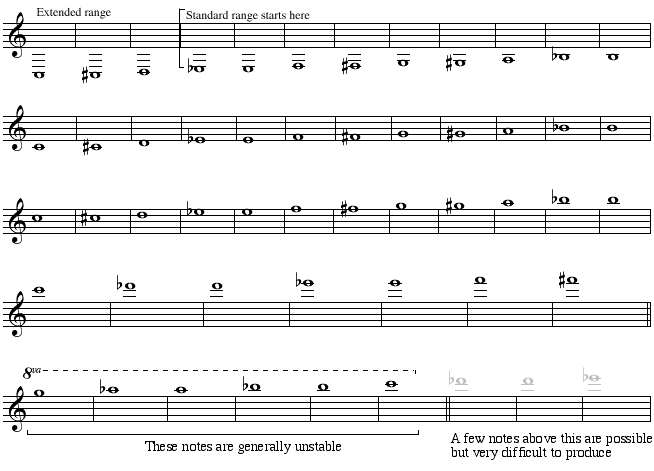 Extended range
Standard range starts here
8va
These notes are generally unstable
A few notes above this are possible
but very difficult to produce